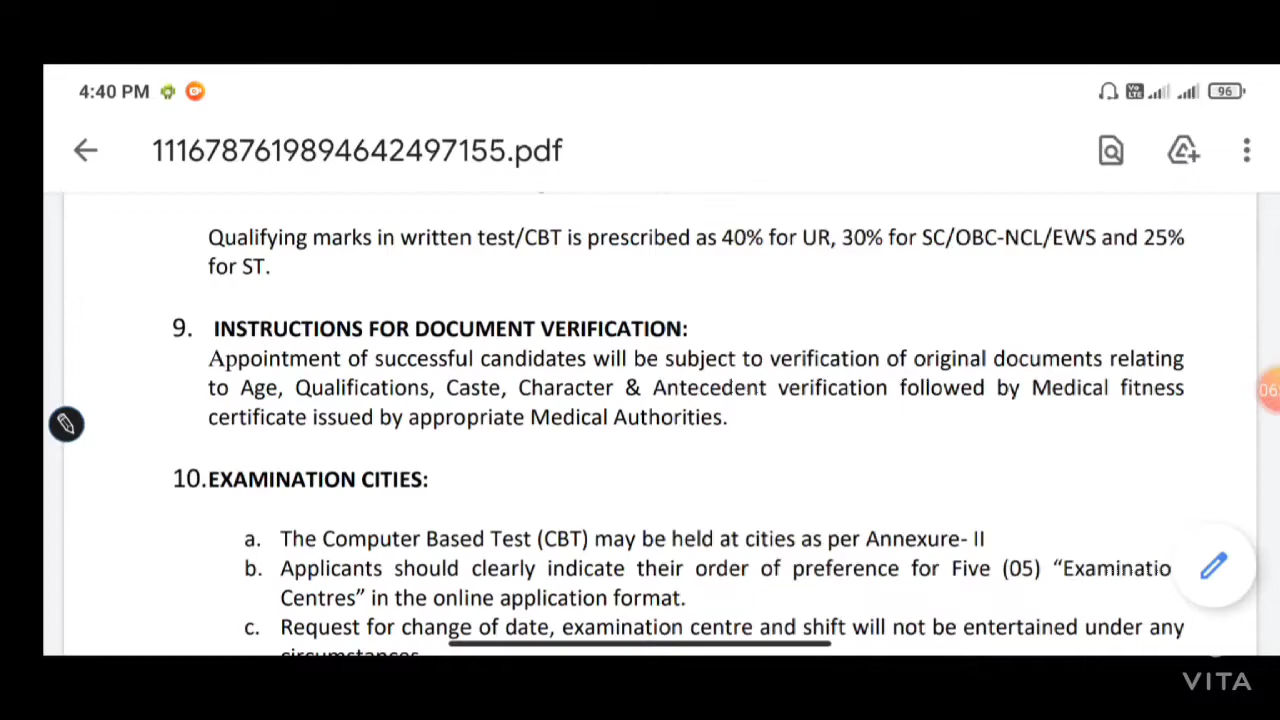 4:40 PM
96
1116787619894642497155.pdf
Qualifying marks in written test/CBT is prescribed as 40% for UR, 30% for SC/OBC-NCL/EWS and 25%
for ST.
9. INSTRUCTIONS FOR DOCUMENT VERIFICATION:
Appointment of successful candidates will be subject to verification of original documents relating
to Age, Qualifications, Caste, Character & Antecedent verification followed by Medical fitness
certificate issued by appropriate Medical Authorities.
10.EXAMINATION CITIES:
a. The Computer Based Test (CBT) may be held at cities as per Annexure- II
b. Applicants should clearly indicate their order of preference for Five (05) “Examinatio
Centres” in the online application format.
c. Request for change of date, examination centre and shift will not be entertained under any
VITA